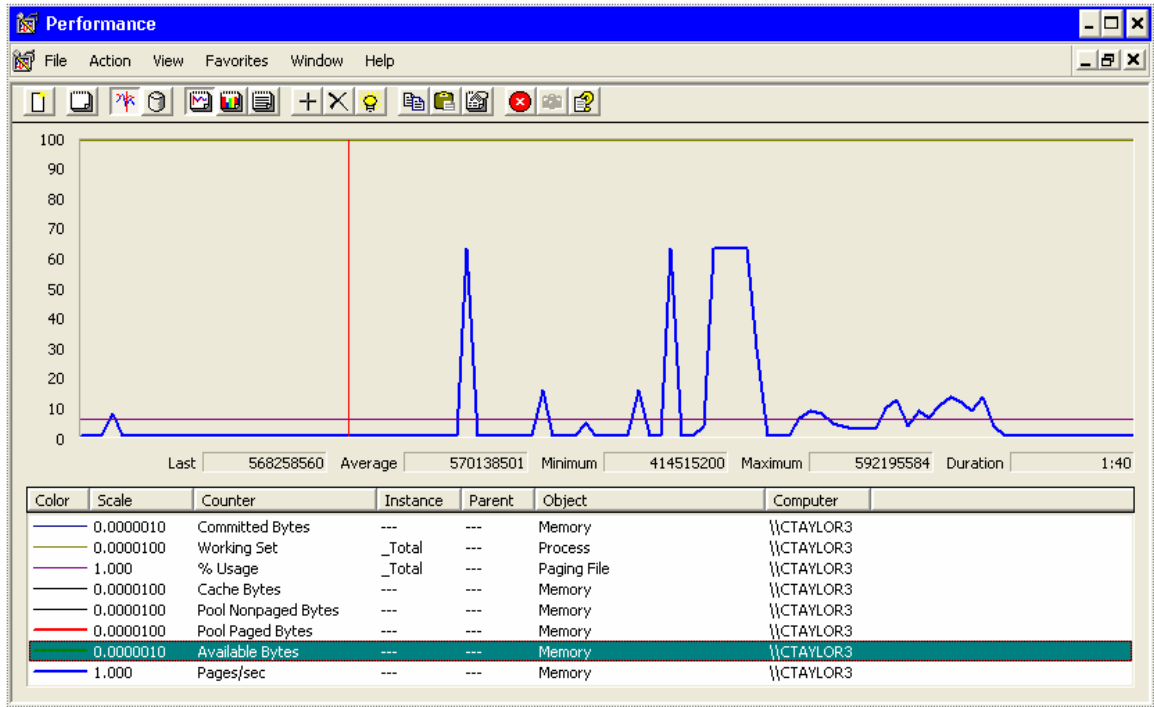 Performance
File Action View Favorites Window Help
100
90
80
70
60
50
40
30
20
10
0
Last 568258560 Average 570138501 Minimum 414515200 Maximum 592195584 Duration 1:40
Color Scale Counter Instance Parent Object Computer
0.0000010 Committed Bytes --- --- Memory \\CTAYLOR3
0.0000100 Working Set _Total --- Process \\CTAYLOR3
1.000 % Usage _Total --- Paging File \\CTAYLOR3
0.0000100 Cache Bytes --- --- Memory \\CTAYLOR3
0.0000100 Pool Nonpaged Bytes --- --- Memory \\CTAYLOR3
0.0000100 Pool Paged Bytes --- --- Memory \\CTAYLOR3
0.0000010 Available Bytes --- --- Memory \\CTAYLOR3
1.000 Pages/sec --- --- Memory \\CTAYLOR3